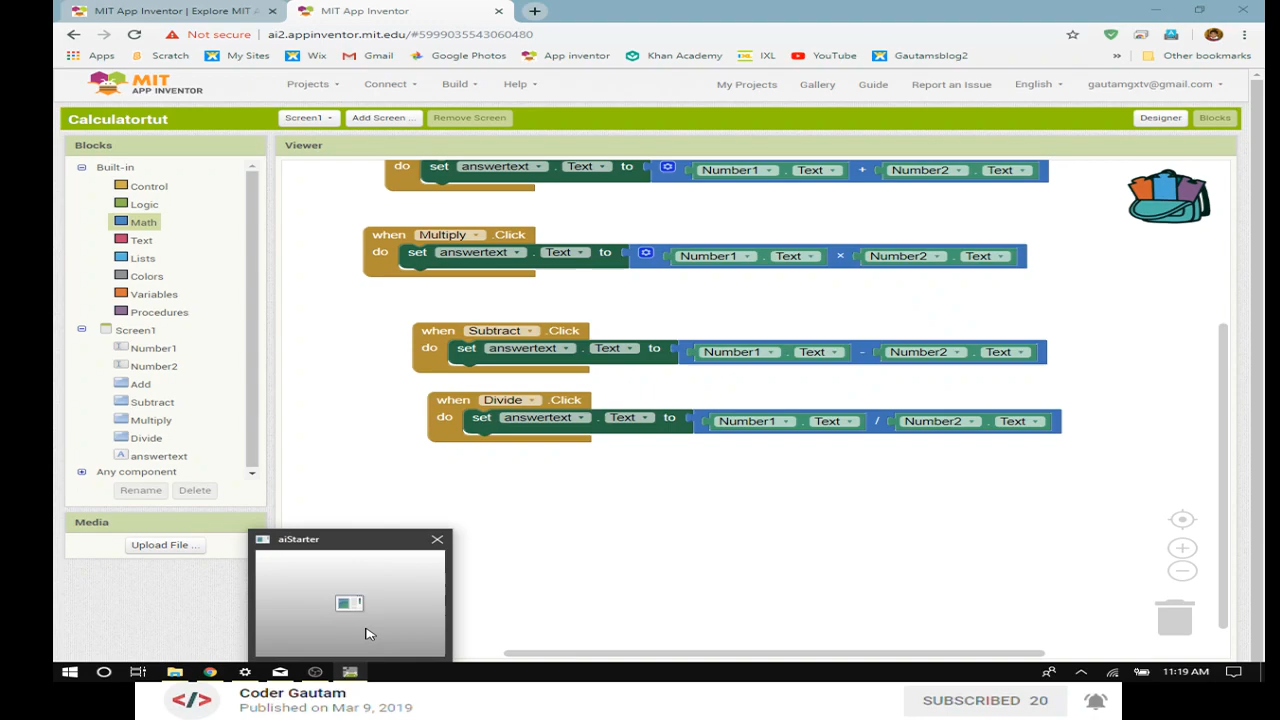 MIT App Inventor | Explore MIT A
MIT App Inventor
Not secure ai2.appinventor.mit.edu/#5999035543060480
Apps Scratch My Sites Wix Gmail Google Photos App inventor Khan Academy IXL YouTube Gautamsblog2 » Other bookmarks
MIT
APP INVENTOR
Projects Connect Build Help My Projects Gallery Guide Report an Issue English gautamgxtv@gmail.com
Calculatortut Screen1 Add Screen ... Remove Screen Designer Blocks
Blocks Viewer
Built-in
Control
Logic
Math
Text
Lists
Colors
Variables
Procedures
Screen1
Number1
Number2
Add
Subtract
Multiply
Divide
answertext
Any component
Rename Delete
Media
Upload File ...
do set answertext . Text to Number1 . Text + Number2 . Text
when Multiply .Click
do set answertext . Text to Number1 . Text × Number2 . Text
when Subtract .Click
do set answertext . Text to Number1 . Text - Number2 . Text
when Divide .Click
do set answertext . Text to Number1 . Text / Number2 . Text
aiStarter
11:19 AM
</> Coder Gautam
Published on Mar 9, 2019
SUBSCRIBED 20